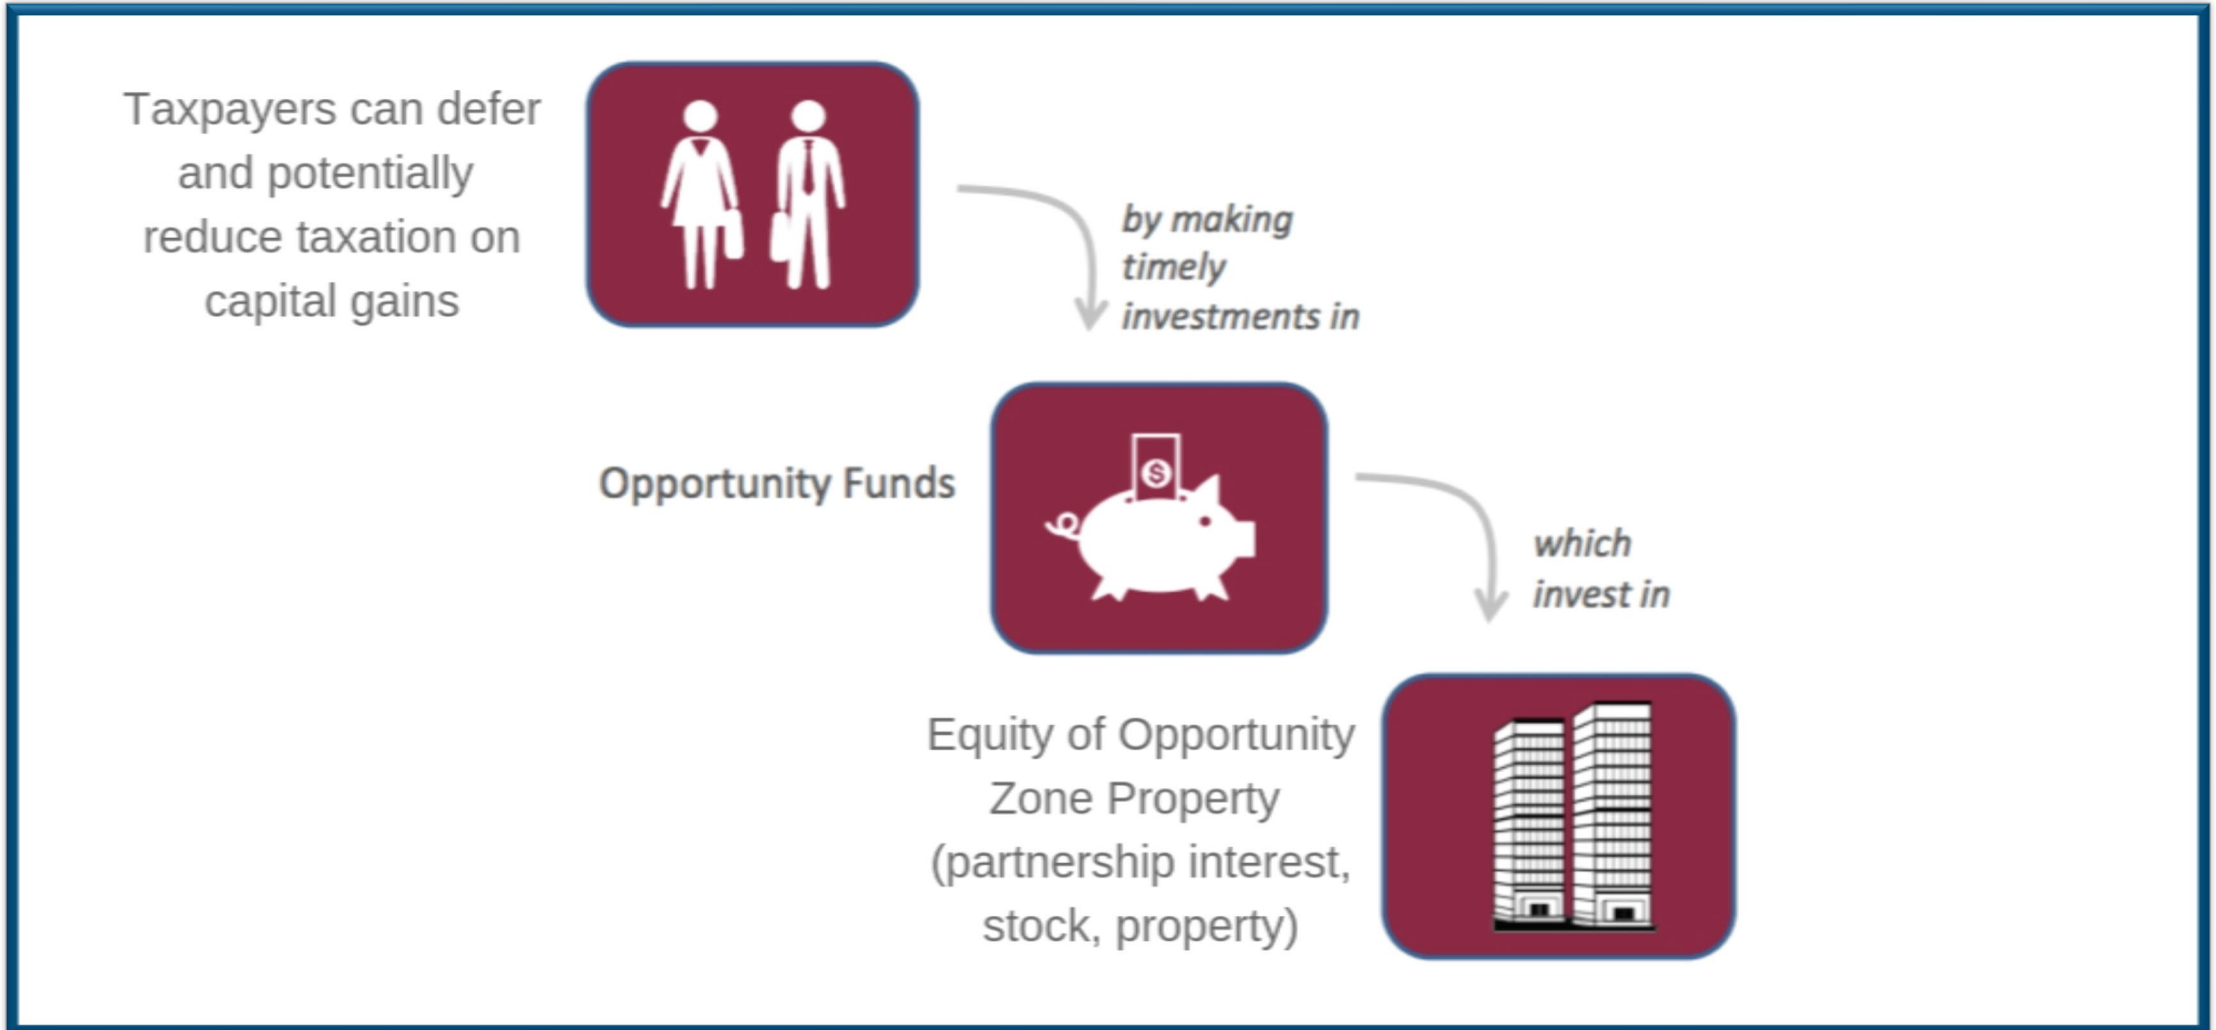 Taxpayers can defer
and potentially
reduce taxation on
capital gains
by making
timely
investments in
Opportunity Funds
$
which
invest in
Equity of Opportunity
Zone Property
(partnership interest,
stock, property)